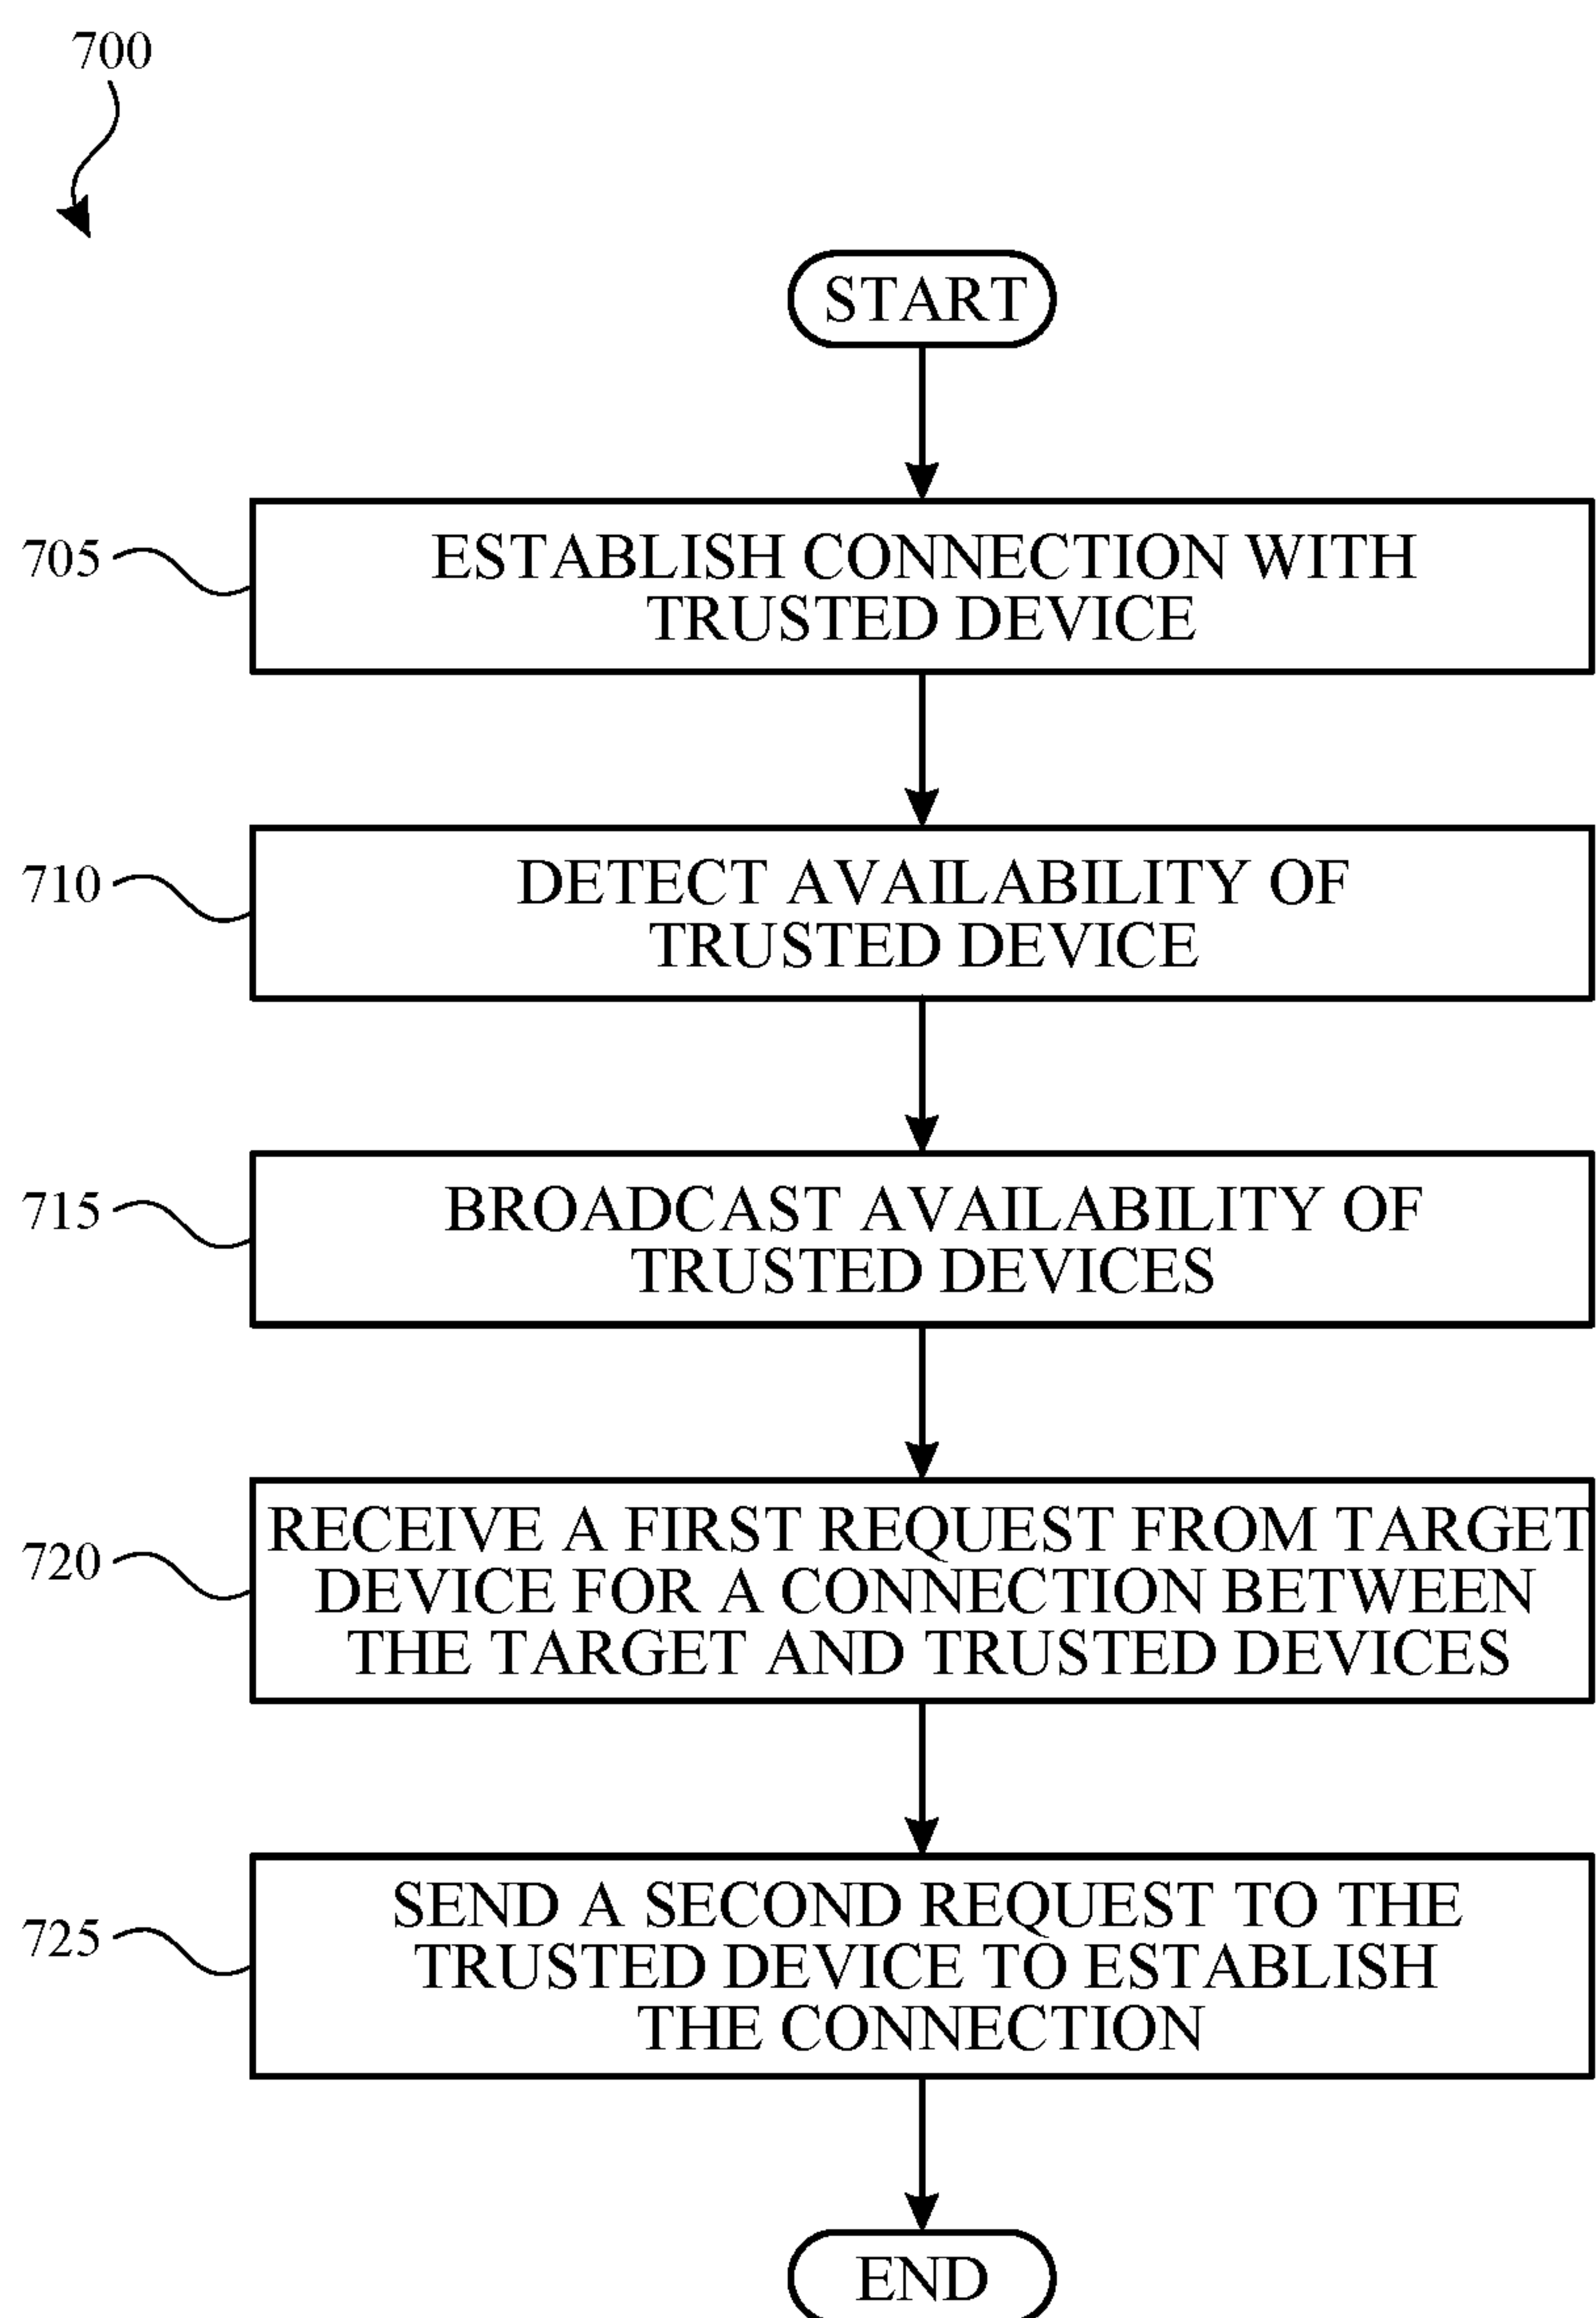 700
START
705
ESTABLISH CONNECTION WITH
TRUSTED DEVICE
710
DETECT AVAILABILITY OF
TRUSTED DEVICE
715
BROADCAST AVAILABILITY OF
TRUSTED DEVICES
720
RECEIVE A FIRST REQUEST FROM TARGET
DEVICE FOR A CONNECTION BETWEEN
THE TARGET AND TRUSTED DEVICES
725
SEND A SECOND REQUEST TO THE
TRUSTED DEVICE TO ESTABLISH
THE CONNECTION
END